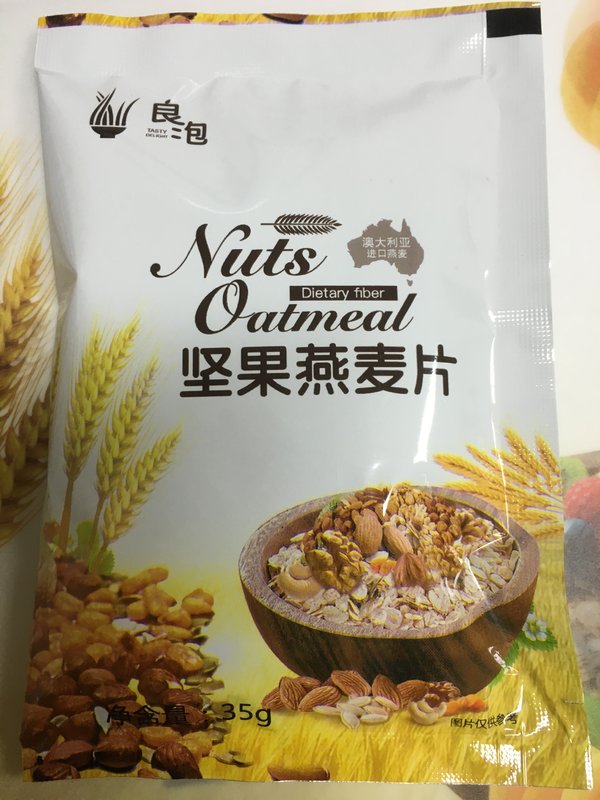 良泡
TASTY
DELIGHT
Nuts
澳大利亚
进口燕麦
Dietary fiber
Oatmeal
坚果燕麦片
净含量：35g
图片仅供参考